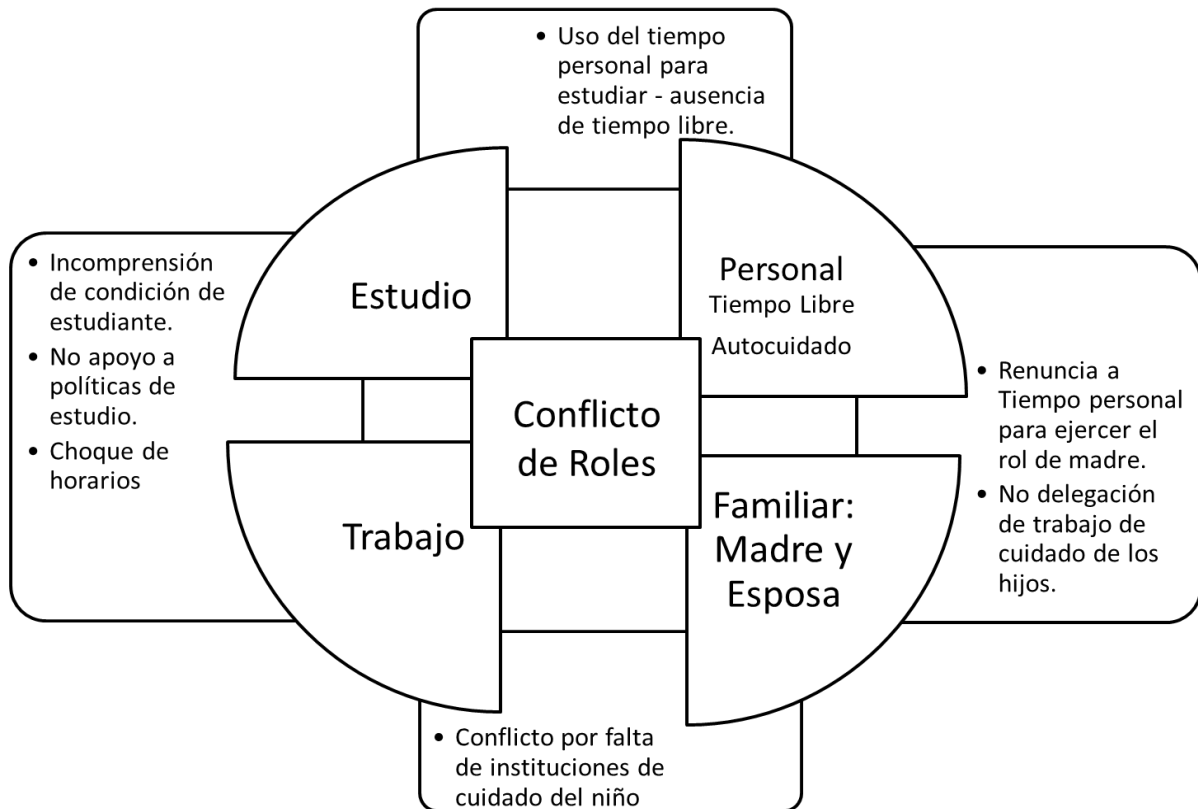 • Uso del tiempo
personal para
estudiar - ausencia
de tiempo libre.
• Incomprensión
de condición de
estudiante.
• No apoyo a
políticas de
estudio.
• Choque de
horarios
Estudio
Personal
Tiempo Libre
Autocuidado
Conflicto
de Roles
• Renuncia a
Tiempo personal
para ejercer el
rol de madre.
• No delegación
de trabajo de
cuidado de los
hijos.
Trabajo
Familiar:
Madre y
Esposa
• Conflicto por falta
de instituciones de
cuidado del niño